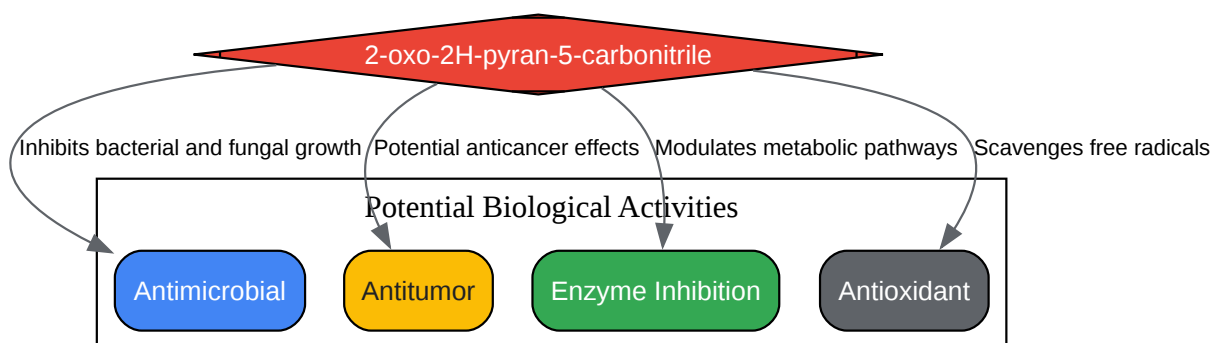 2-oxo-2H-pyran-5-carbonitrile
Inhibits bacterial and fungal growth
Potential anticancer effects
Modulates metabolic pathways
Scavenges free radicals
Potential Biological Activities
Antimicrobial
Antitumor
Enzyme Inhibition
Antioxidant